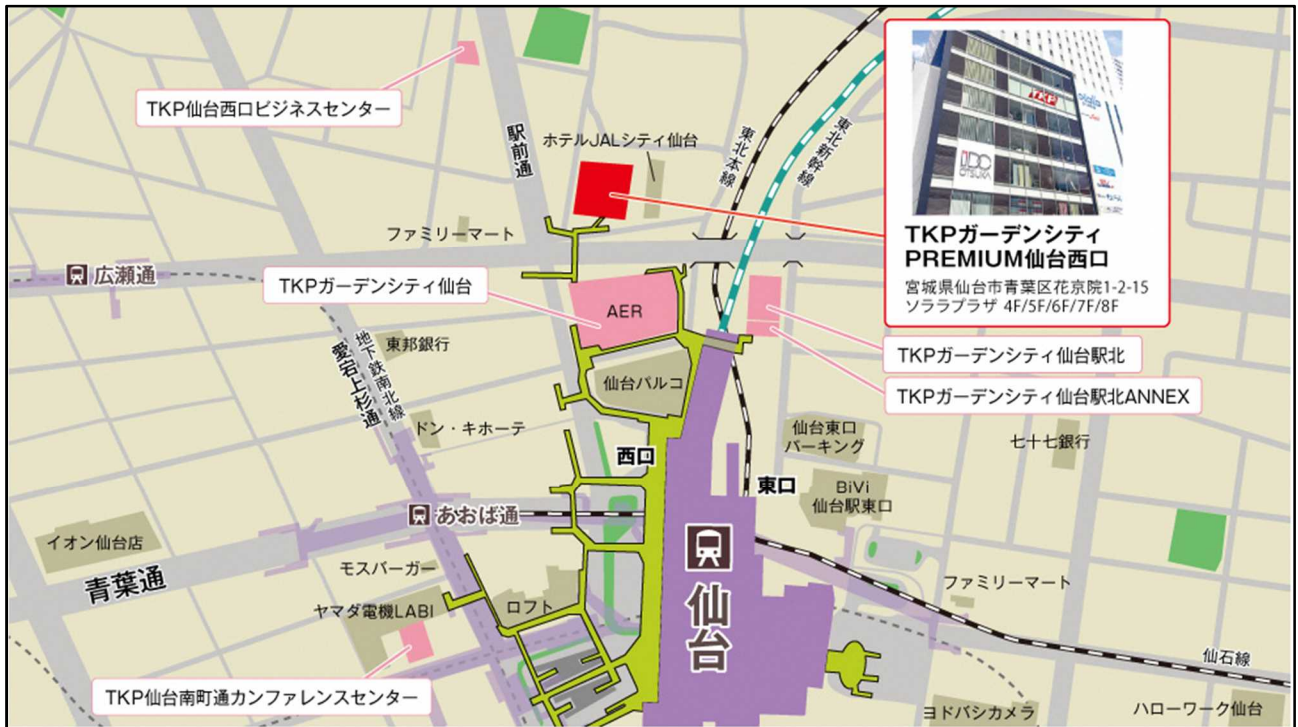 TKP仙台西口ビジネスセンター
駅前通
ホテルJALシティ仙台
東北本線
東北新幹線
TKP
IDC
OTSUKA
TKPガーデンシティ
PREMIUM仙台西口
宮城県仙台市青葉区花京院1-2-15
ソララプラザ 4F/5F/6F/7F/8F
ファミリーマート
広瀬通
TKPガーデンシティ仙台
AER
TKPガーデンシティ仙台駅北
TKPガーデンシティ仙台駅北ANNEX
東邦銀行
地下鉄南北線
愛宕上杉通
仙台パルコ
ドン・キホーテ
西口
東口
仙台東口
パーキング
七十七銀行
BiVi
仙台駅東口
あおば通
イオン仙台店
青葉通
モスバーガー
ヤマダ電機LABI
ロフト
仙台
ファミリーマート
仙石線
TKP仙台南町通カンファレンスセンター
ヨドバシカメラ
ハローワーク仙台